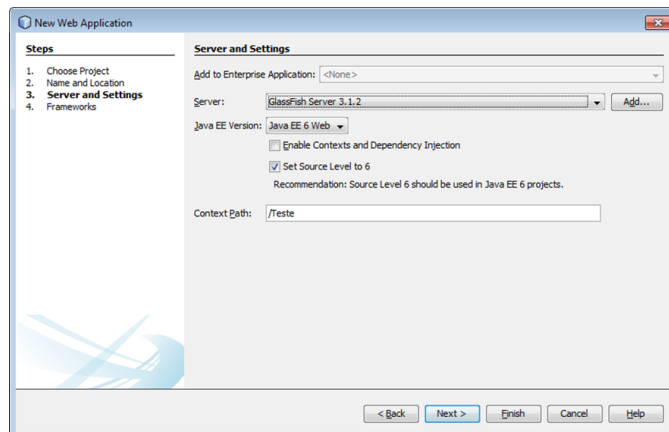 New Web Application
Steps
1. Choose Project
2. Name and Location
3. Server and Settings
4. Frameworks
Server and Settings
Add to Enterprise Application: <None>
Server: GlassFish Server 3.1.2 Add...
Java EE Version: Java EE 6 Web
Enable Contexts and Dependency Injection
Set Source Level to 6
Recommendation: Source Level 6 should be used in Java EE 6 projects.
Context Path: /Teste
< Back Next > Finish Cancel Help